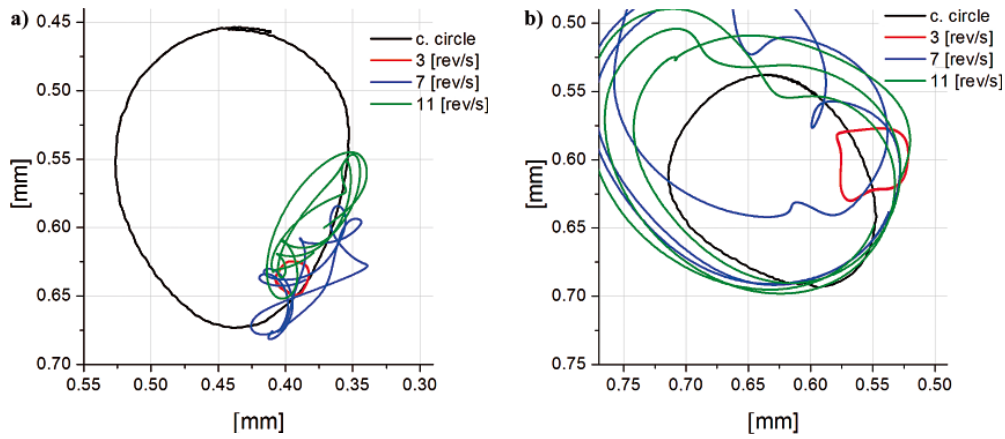 a)
0.45
0.50
0.55
0.60
0.65
0.70
[mm]
0.55 0.50 0.45 0.40 0.35 0.30
[mm]
c. circle
3 [rev/s]
7 [rev/s]
11 [rev/s]
b)
0.50
0.55
0.60
0.65
0.70
0.75
[mm]
0.75 0.70 0.65 0.60 0.55 0.50
[mm]
c. circle
3 [rev/s]
7 [rev/s]
11 [rev/s]